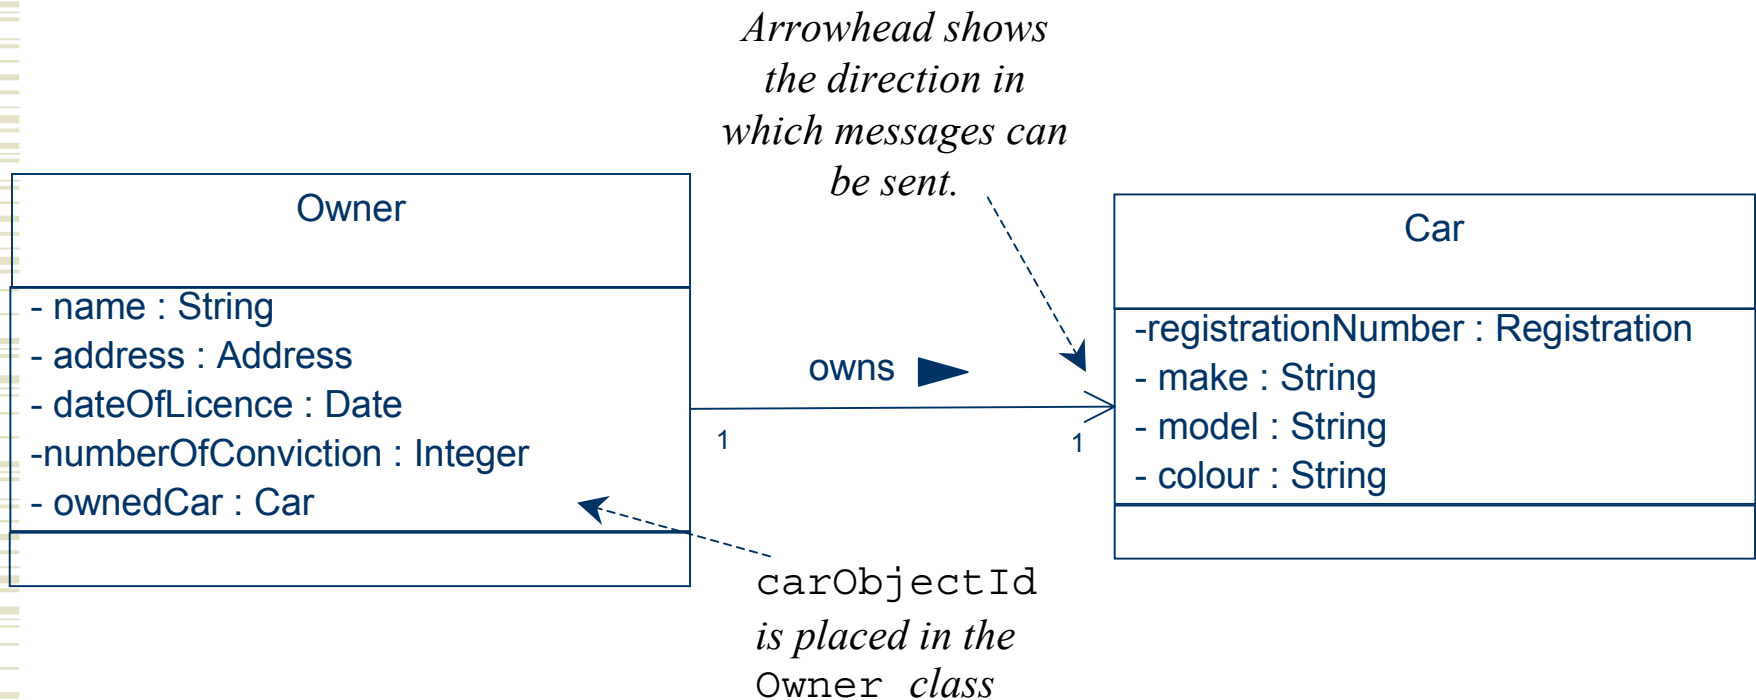 Arrowhead shows
the direction in
which messages can
be sent.
Owner
- name : String
- address : Address
- dateOfLicence : Date
-numberOfConviction : Integer
- ownedCar : Car
owns
1
1
Car
-registrationNumber : Registration
- make : String
- model : String
- colour : String
carObjectId
is placed in the
Owner class